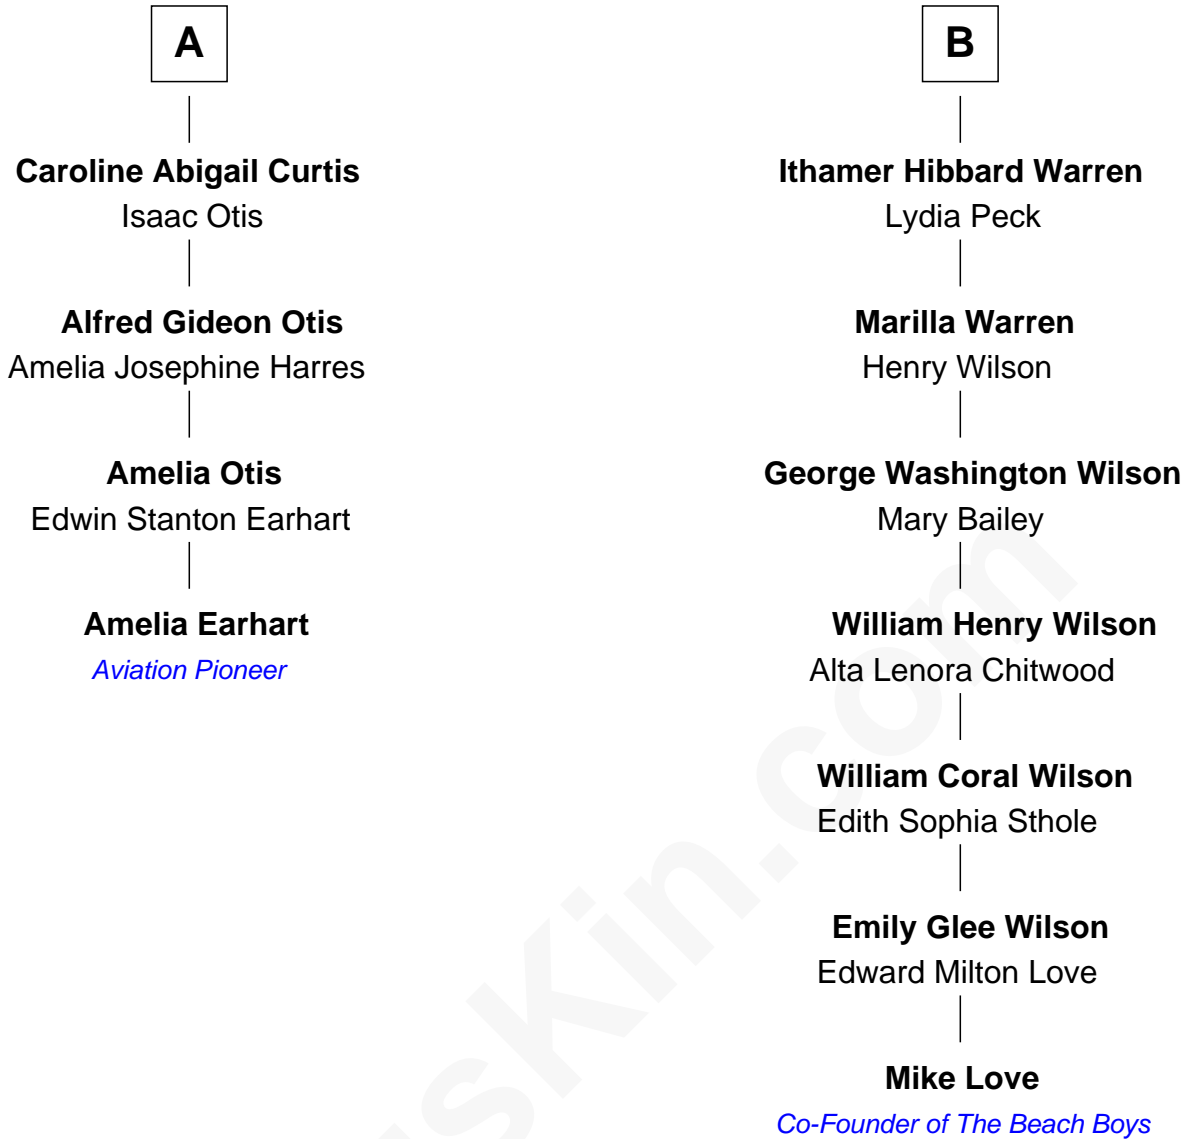 A
Caroline Abigail Curtis
Isaac Otis
Alfred Gideon Otis
Amelia Josephine Harres
Amelia Otis
Edwin Stanton Earhart
Amelia Earhart
Aviation Pioneer
B
Ithamer Hibbard Warren
Lydia Peck
Marilla Warren
Henry Wilson
George Washington Wilson
Mary Bailey
William Henry Wilson
Alta Lenora Chitwood
William Coral Wilson
Edith Sophia Sthole
Emily Glee Wilson
Edward Milton Love
Mike Love
Co-Founder of The Beach Boys